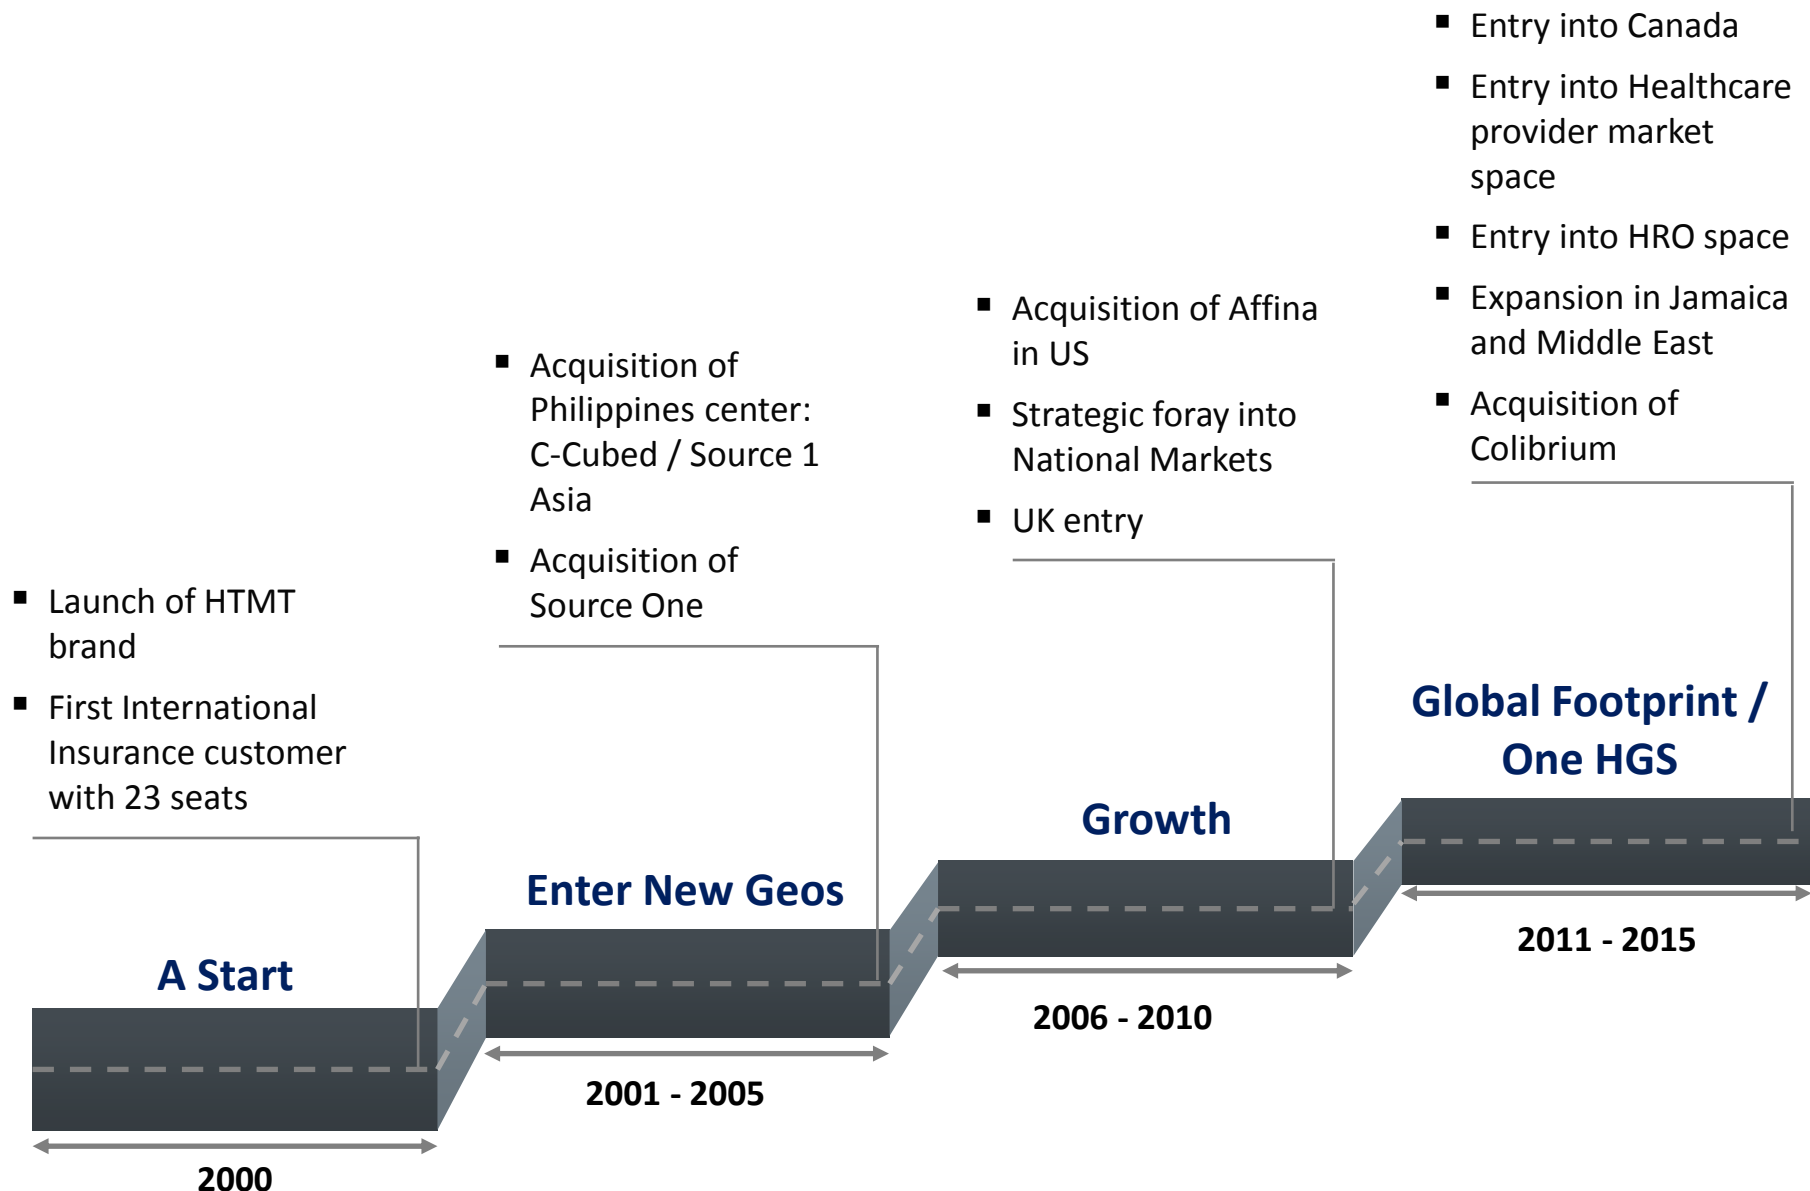 ▪ Launch of HTMT
brand
▪ First International
Insurance customer
with 23 seats
A Start
2000
▪ Acquisition of
Philippines center:
C-Cubed / Source 1
Asia
▪ Acquisition of
Source One
Enter New Geos
2001 - 2005
▪ Acquisition of Affina
in US
▪ Strategic foray into
National Markets
▪ UK entry
Growth
2006 - 2010
▪ Entry into Canada
▪ Entry into Healthcare
provider market
space
▪ Entry into HRO space
▪ Expansion in Jamaica
and Middle East
▪ Acquisition of
Colibrium
Global Footprint /
One HGS
2011 - 2015